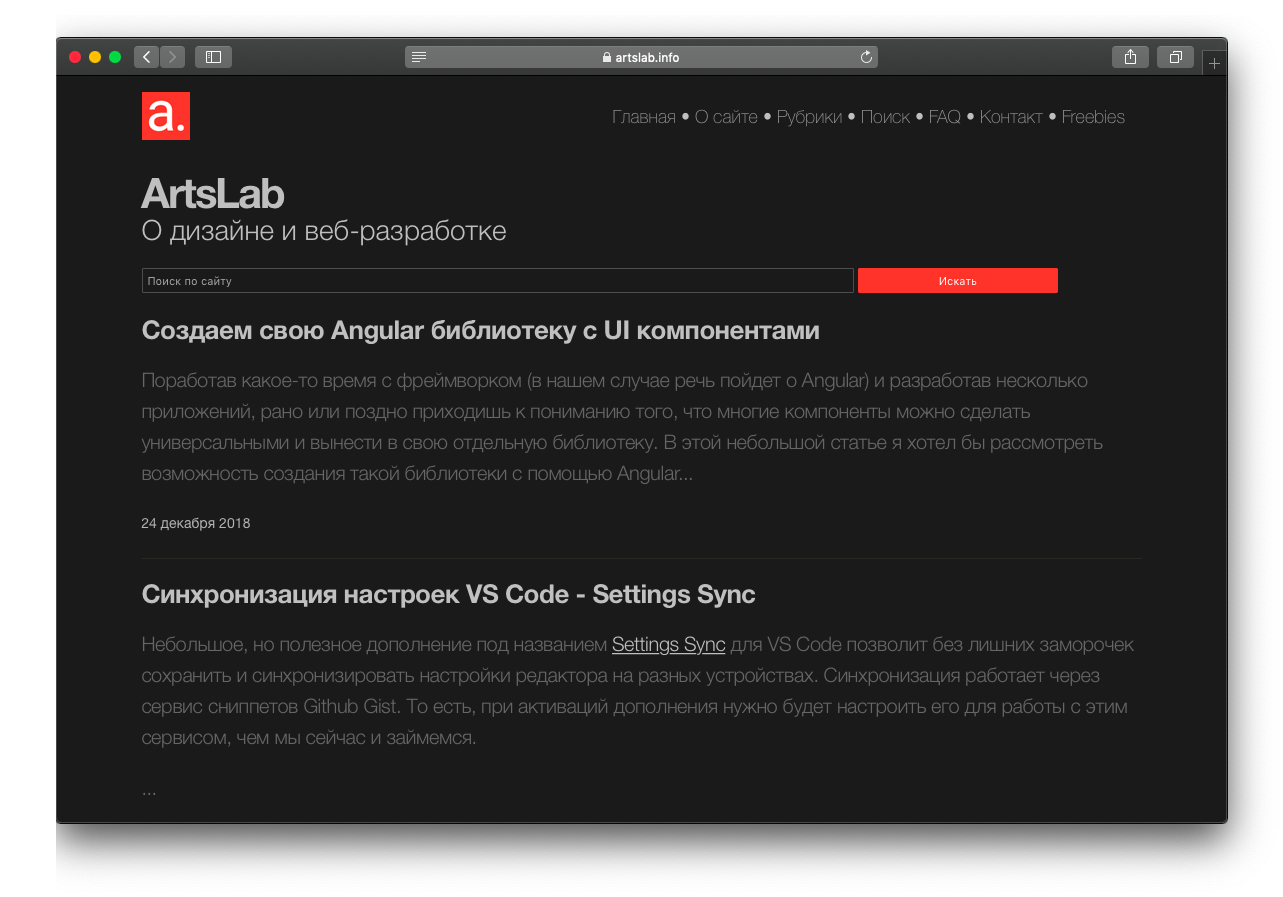 artslab.info
a.
Главная • О сайте • Рубрики • Поиск • FAQ • Контакт • Freebies
ArtsLab
О дизайне и веб-разработке
Поиск по сайту
Искать
Создаем свою Angular библиотеку с UI компонентами
Поработав какое-то время с фреймворком (в нашем случае речь пойдет о Angular) и разработав несколько
приложений, рано или поздно приходишь к пониманию того, что многие компоненты можно сделать
универсальными и вынести в свою отдельную библиотеку. В этой небольшой статье я хотел бы рассмотреть
возможность создания такой библиотеки с помощью Angular...
24 декабря 2018
Синхронизация настроек VS Code - Settings Sync
Небольшое, но полезное дополнение под названием Settings Sync для VS Code позволит без лишних заморочек
сохранить и синхронизировать настройки редактора на разных устройствах. Синхронизация работает через
сервис сниппетов Github Gist. То есть, при активаций дополнения нужно будет настроить его для работы с этим
сервисом, чем мы сейчас и займемся.
...